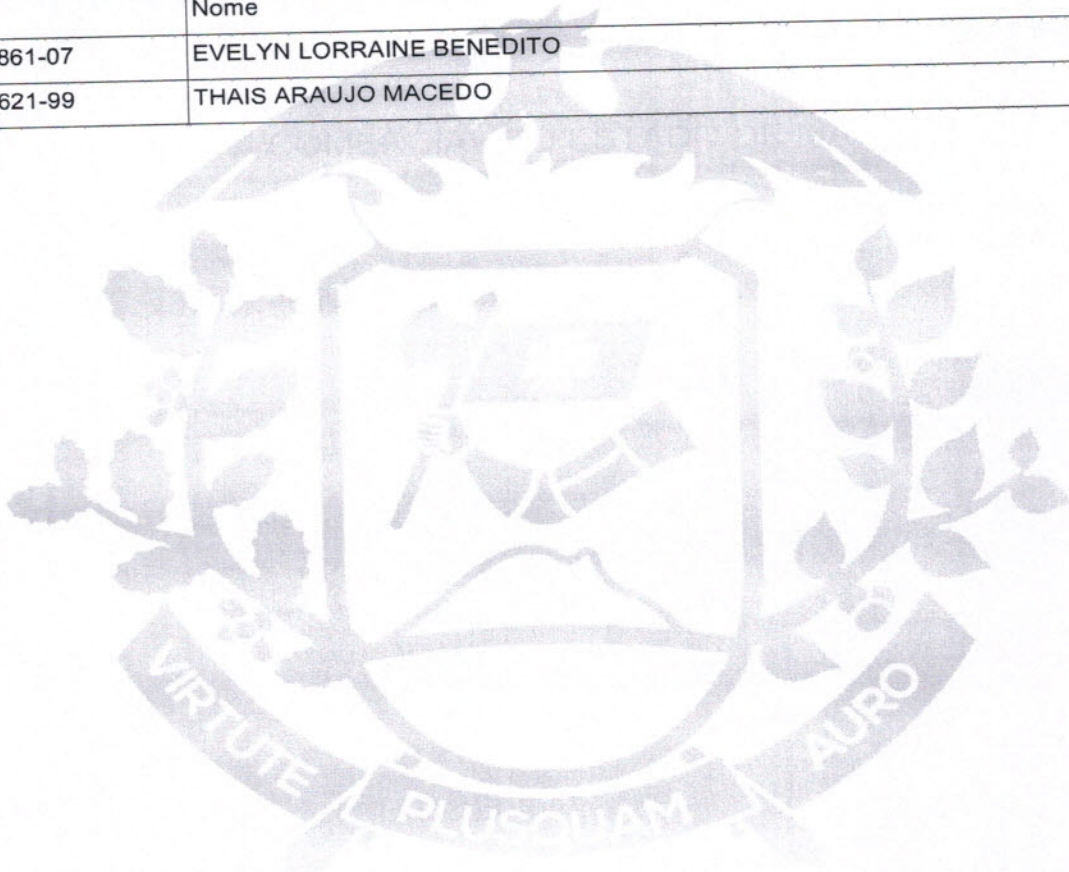 Nome
861-07 EVELYN LORRAINE BENEDITO
621-99 THAIS ARAUJO MACEDO
VIRTUTE PLUSQUAM AURO